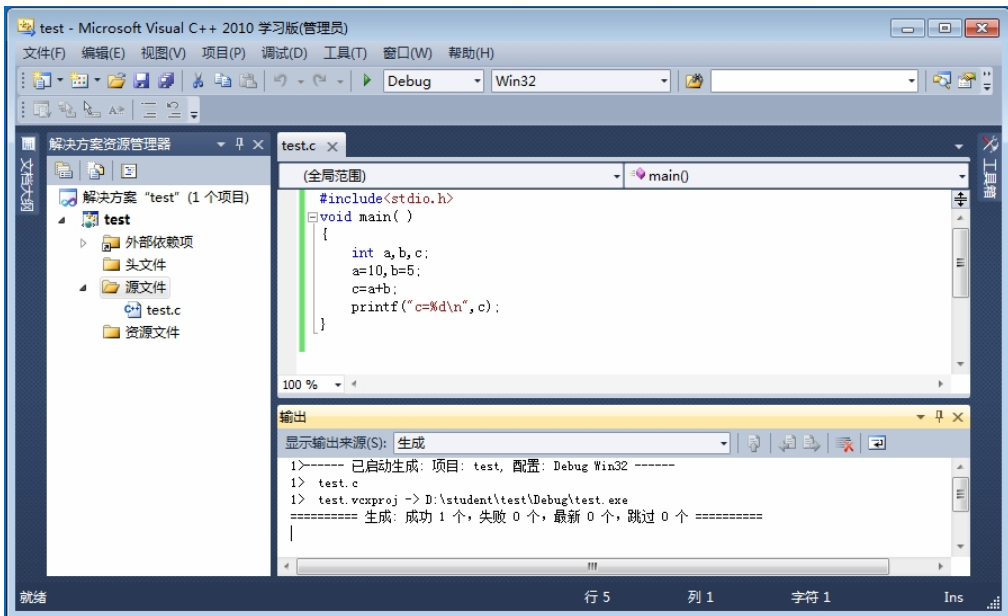 test - Microsoft Visual C++ 2010 学习版(管理员)
文件(F) 编辑(E) 视图(V) 项目(P) 调试(D) 工具(T) 窗口(W) 帮助(H)
Debug Win32
文档大纲
解决方案资源管理器
解决方案 "test" (1 个项目)
test
外部依赖项
头文件
源文件
test.c
资源文件
test.c
(全局范围) main()
#include<stdio.h>
void main( )
{
int a,b,c;
a=10,b=5;
c=a+b;
printf("c=%d\n",c);
}
100 %
工具箱
输出
显示输出来源(S): 生成
1>------ 已启动生成: 项目: test, 配置: Debug Win32 ------
1> test.c
1> test.vcxproj -> D:\student\test\Debug\test.exe
========== 生成: 成功 1 个，失败 0 个，最新 0 个，跳过 0 个 ==========
就绪 行 5 列 1 字符 1 Ins